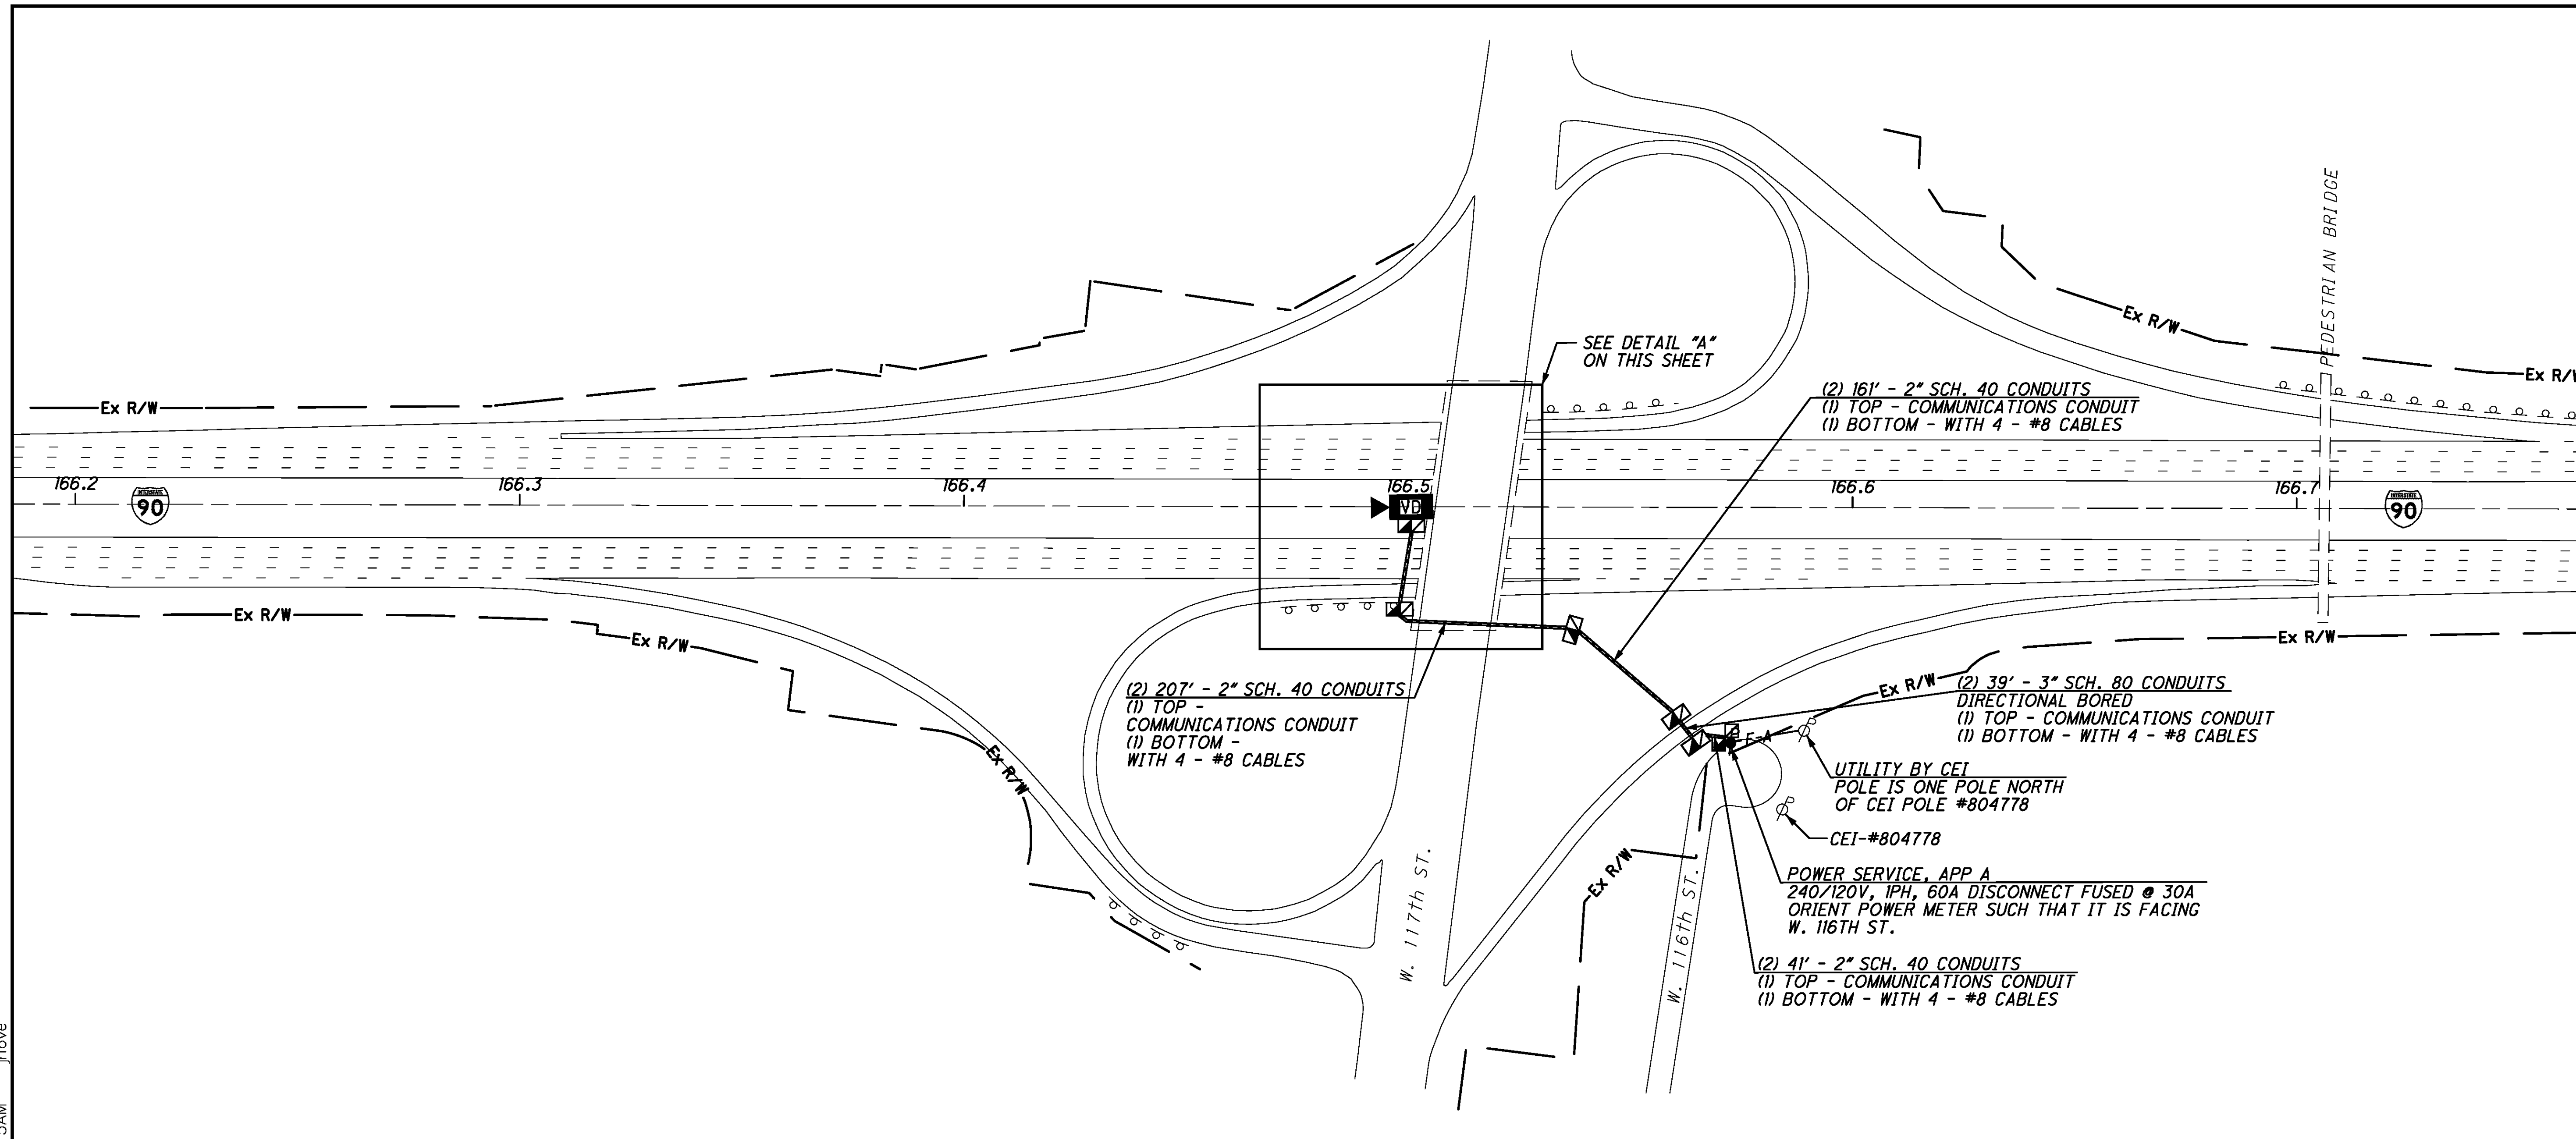 PEDESTRIAN BRIDGE
SEE DETAIL "A"
ON THIS SHEET
Ex R/W
Ex R/W
Ex R/W
(2) 161' - 2" SCH. 40 CONDUITS
(1) TOP - COMMUNICATIONS CONDUIT
(1) BOTTOM - WITH 4 - #8 CABLES
166.2
166.3
166.4
166.5
166.6
166.7
INTERSTATE
90
VD
INTERSTATE
90
Ex R/W
Ex R/W
Ex R/W
Ex R/W
(2) 207' - 2" SCH. 40 CONDUITS
(1) TOP -
COMMUNICATIONS CONDUIT
(1) BOTTOM -
WITH 4 - #8 CABLES
(2) 39' - 3" SCH. 80 CONDUITS
DIRECTIONAL BORED
(1) TOP - COMMUNICATIONS CONDUIT
(1) BOTTOM - WITH 4 - #8 CABLES
E-A
Ex R/W
UTILITY BY CEI
POLE IS ONE POLE NORTH
OF CEI POLE #804778
CEI-#804778
Ex R/W
W. 117th ST.
W. 116th ST.
POWER SERVICE, APP A
240/120V, 1PH, 60A DISCONNECT FUSED @ 30A
ORIENT POWER METER SUCH THAT IT IS FACING
W. 116TH ST.
(2) 41' - 2" SCH. 40 CONDUITS
(1) TOP - COMMUNICATIONS CONDUIT
(1) BOTTOM - WITH 4 - #8 CABLES
jhove
5AM